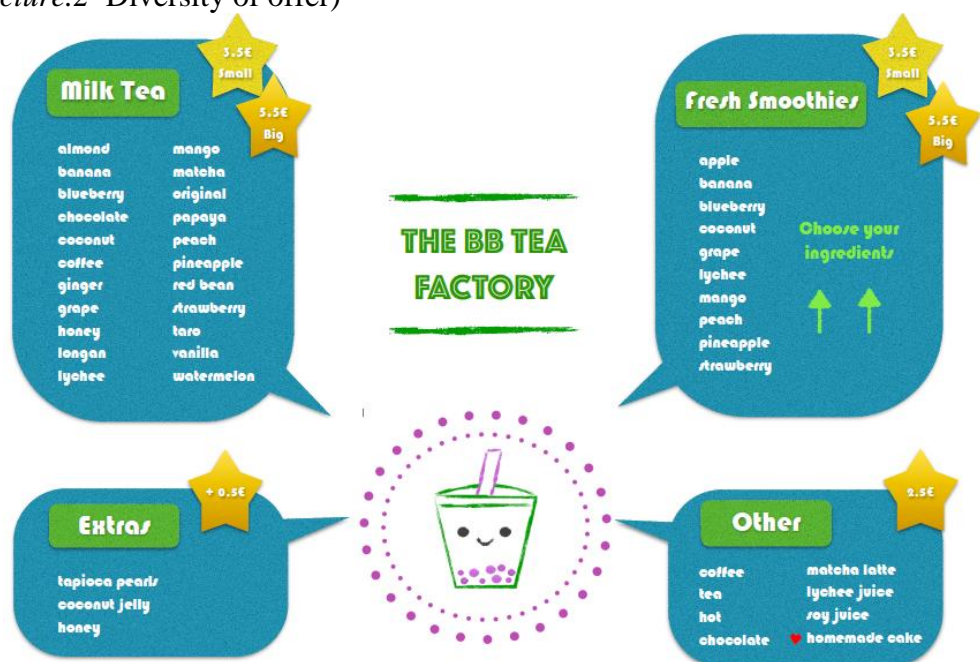 Diversity of offer)
3.5€
Small
5.5€
Big
Milk Tea
almond
banana
blueberry
chocolate
coconut
coffee
ginger
grape
honey
longan
lychee
mango
matcha
original
papaya
peach
pineapple
red bean
strawberry
taro
vanilla
watermelon
THE BB TEA
FACTORY
3.5€
Small
5.5€
Big
Fresh Smoothies
apple
banana
blueberry
coconut
grape
lychee
mango
peach
pineapple
strawberry
Choose your
ingredients
+ 0.5€
Extras
tapioca pearls
coconut jelly
honey
2.5€
Other
coffee
tea
hot
chocolate
matcha latte
lychee juice
soy juice
homemade cake